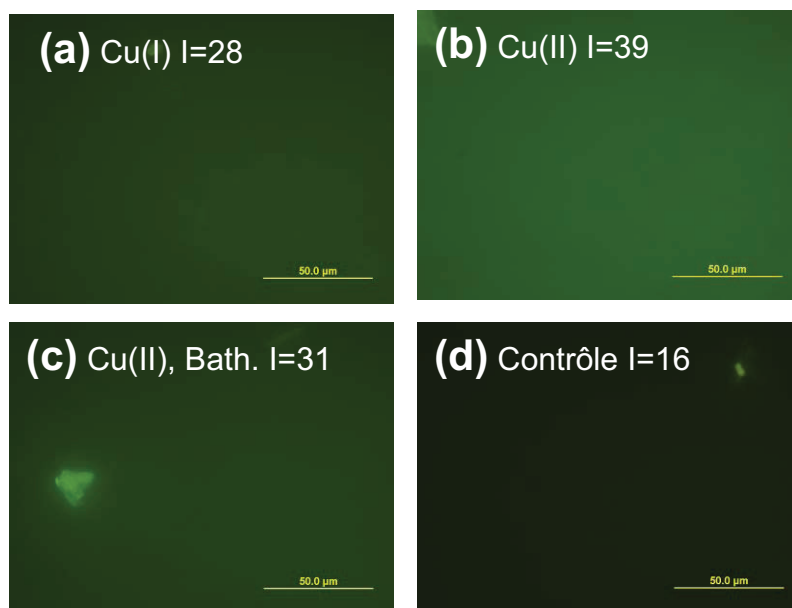 (a) Cu(I) I=28
50.0 µm
(b) Cu(II) I=39
50.0 µm
(c) Cu(II), Bath. I=31
50.0 µm
(d) Contrôle I=16
50.0 µm